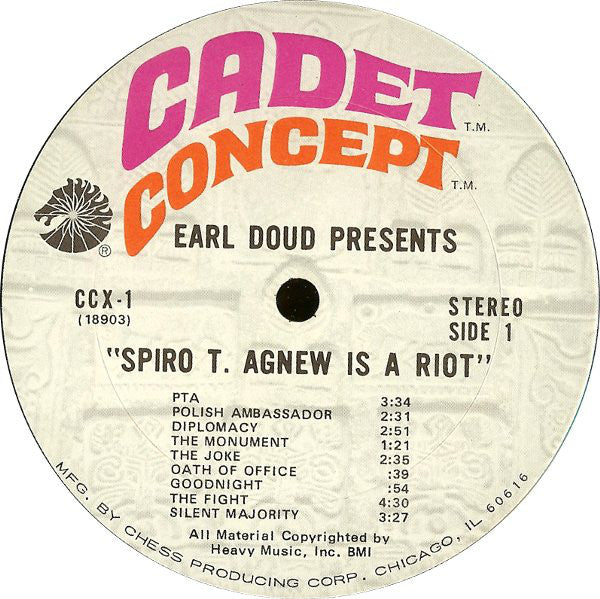 CADET T.M.
CONCEPT T.M.
®
EARL DOUD PRESENTS
CCX-1
(18903)
STEREO
SIDE 1
"SPIRO T. AGNEW IS A RIOT"
PTA 3:34
POLISH AMBASSADOR 2:31
DIPLOMACY 2:51
THE MONUMENT 1:21
THE JOKE 2:35
OATH OF OFFICE :39
GOODNIGHT :54
THE FIGHT 4:30
SILENT MAJORITY 3:27
All Material Copyrighted by
Heavy Music, Inc. BMI
MFG. BY CHESS PRODUCING CORP. CHICAGO, IL 60616